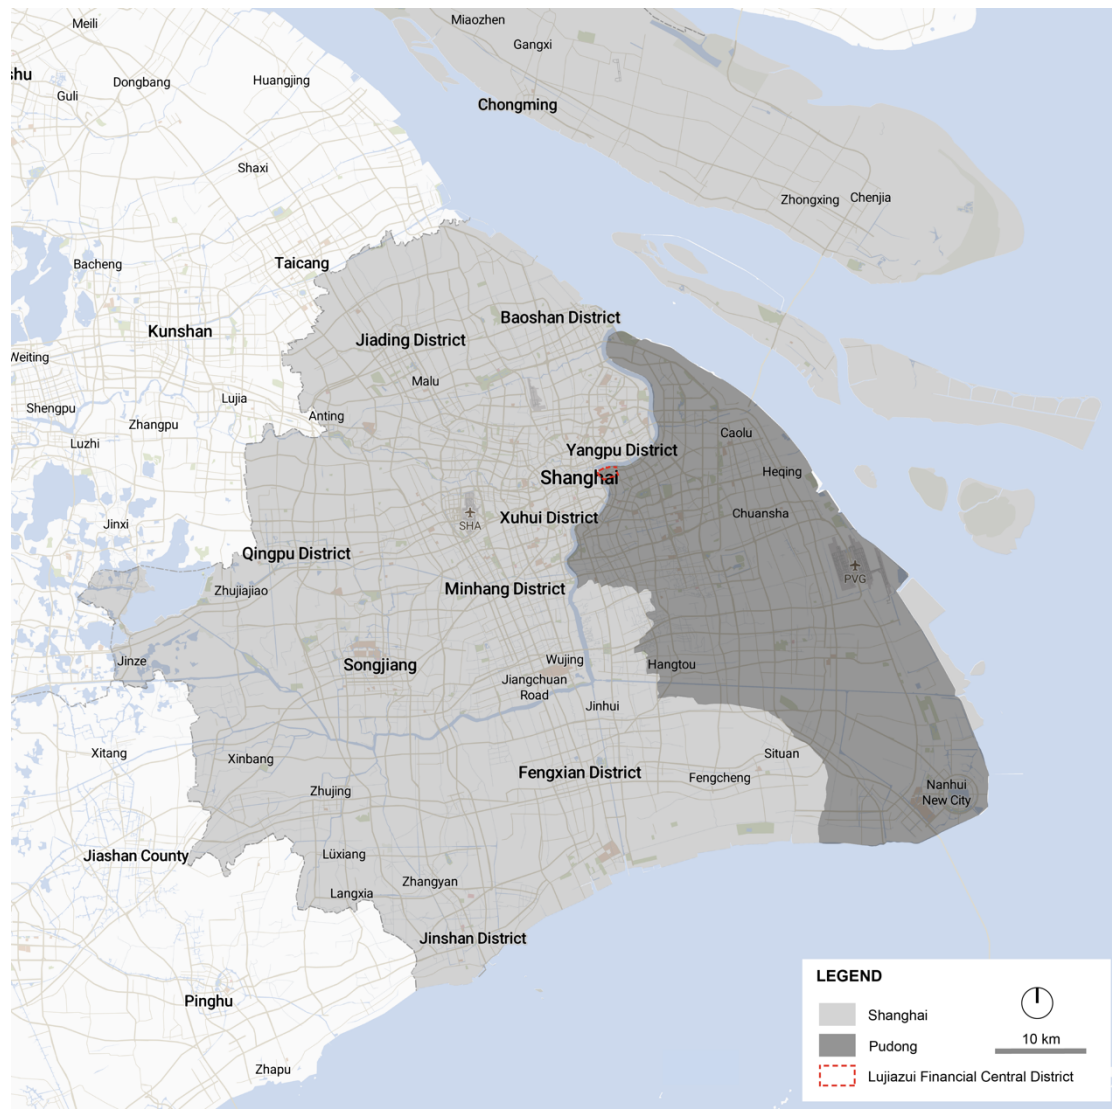 Meili
Miaozhen
Gangxi
shu
Dongbang
Huangjing
Guli
Chongming
Shaxi
Zhongxing
Chenjia
Bacheng
Taicang
Kunshan
Baoshan District
Jiading District
Weiting
Malu
Lujia
Shengpu
Anting
Zhangpu
Luzhi
Caolu
Yangpu District
Shanghai
Heqing
Chuansha
Xuhui District
SHA
Jinxi
Qingpu District
PVG
Zhujiajiao
Minhang District
Jinze
Songjiang
Wujing
Hangtou
Jiangchuan
Road
Jinhui
Xitang
Xinbang
Situan
Fengxian District
Fengcheng
Nanhui
New City
Zhujing
Jiashan County
Lüxiang
Zhangyan
Langxia
Jinshan District
Pinghu
Zhapu
LEGEND
Shanghai
Pudong
10 km
Lujiazui Financial Central District